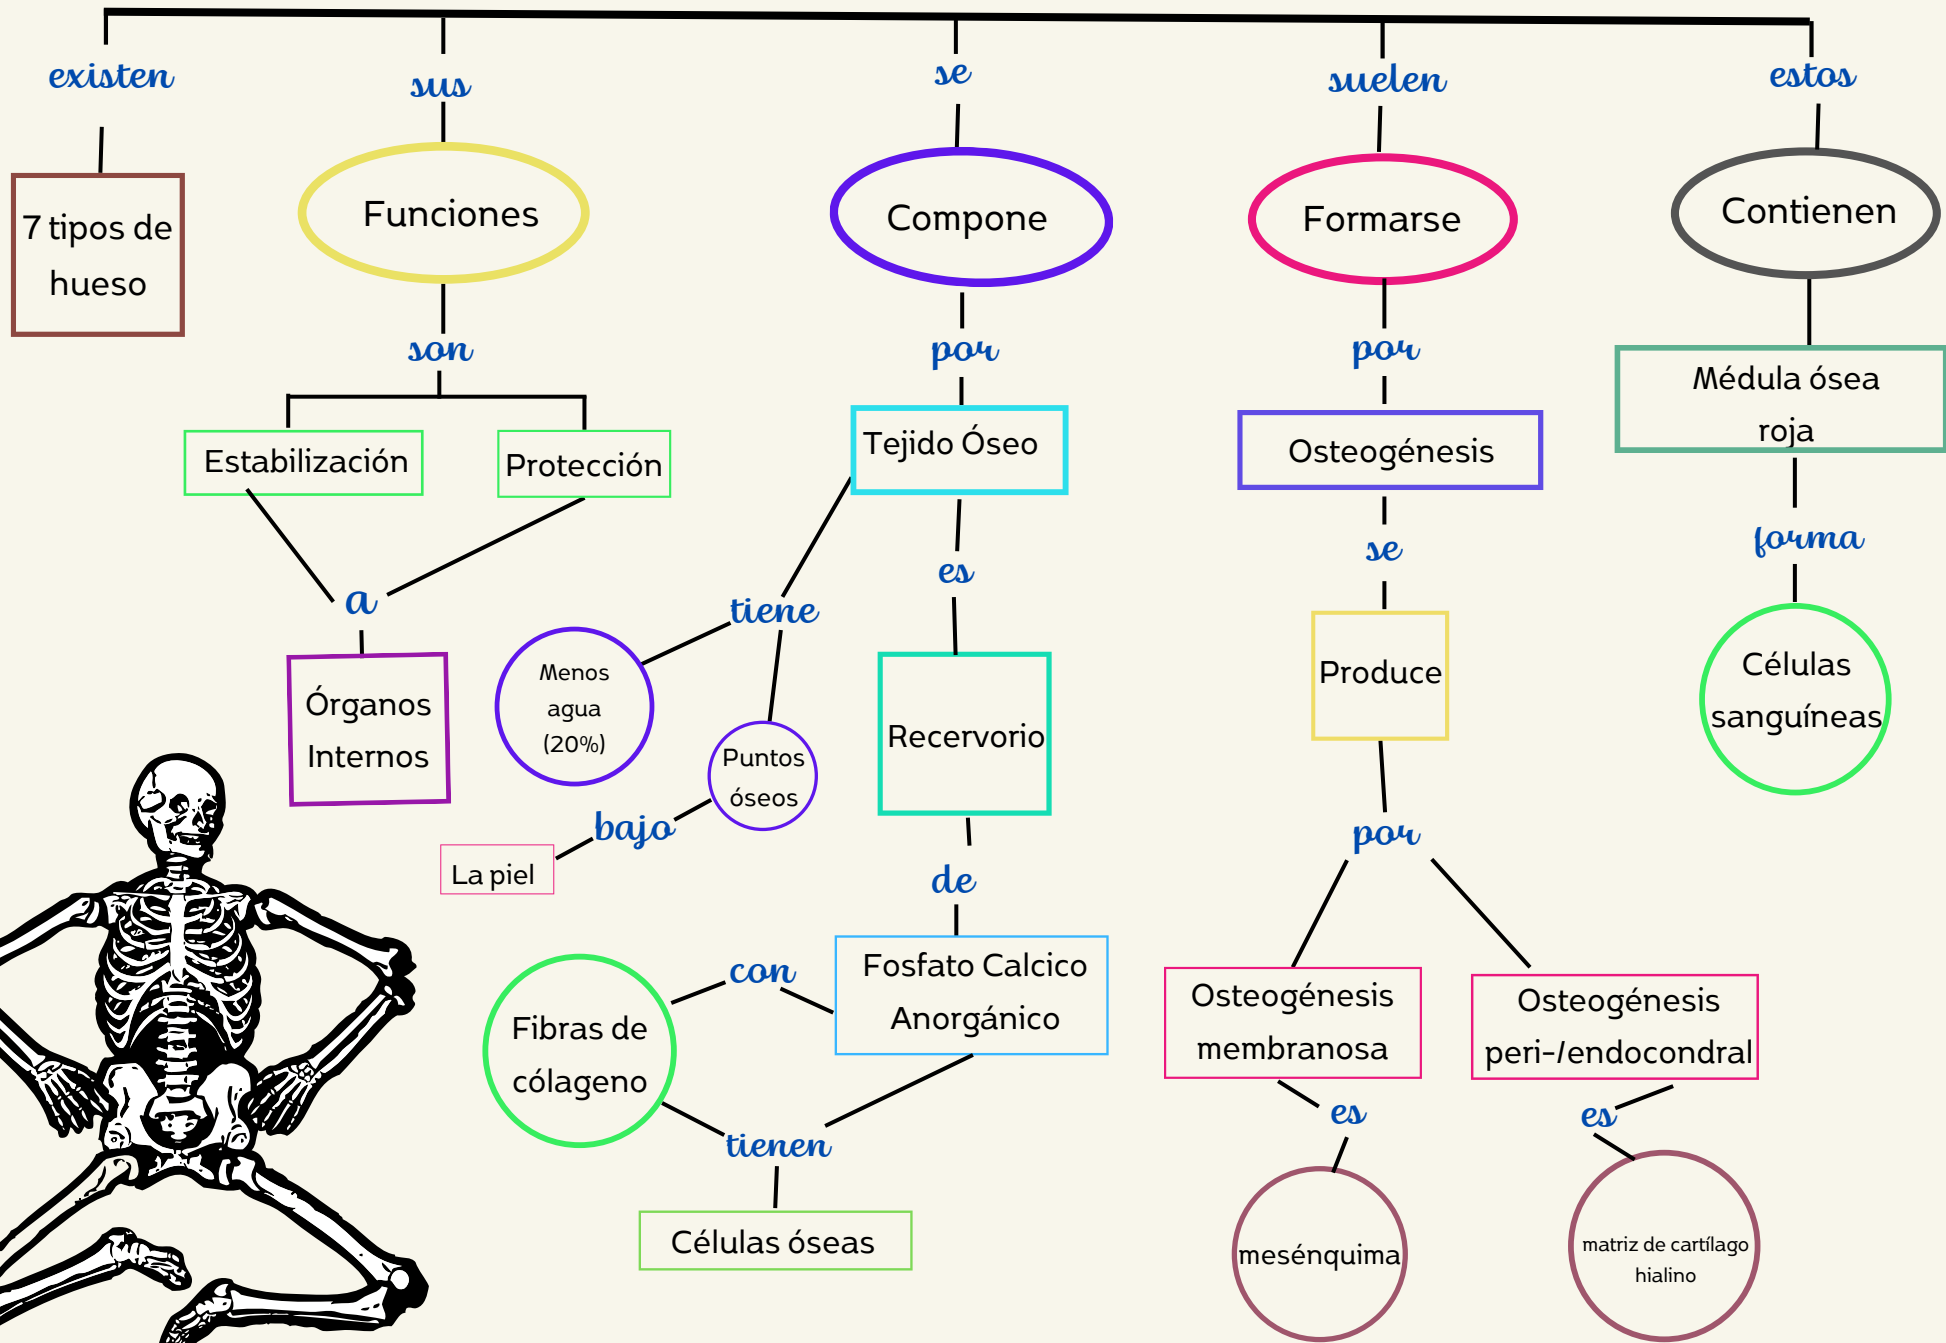 existen
sus
se
suelen
estos
7 tipos de
hueso
Funciones
Compone
Formarse
Contienen
son
por
por
Médula ósea
roja
Estabilización
Protección
Tejido Óseo
Osteogénesis
a
tiene
es
se
forma
Órganos
Internos
Menos
agua
(20%)
Puntos
óseos
bajo
La piel
Recervorio
Produce
Células
sanguíneas
de
por
Fibras de
cólageno
con
Fosfato Calcico
Anorgánico
Osteogénesis
membranosa
Osteogénesis
peri-/endocondral
tienen
es
es
Células óseas
mesénquima
matriz de cartílago
hialino